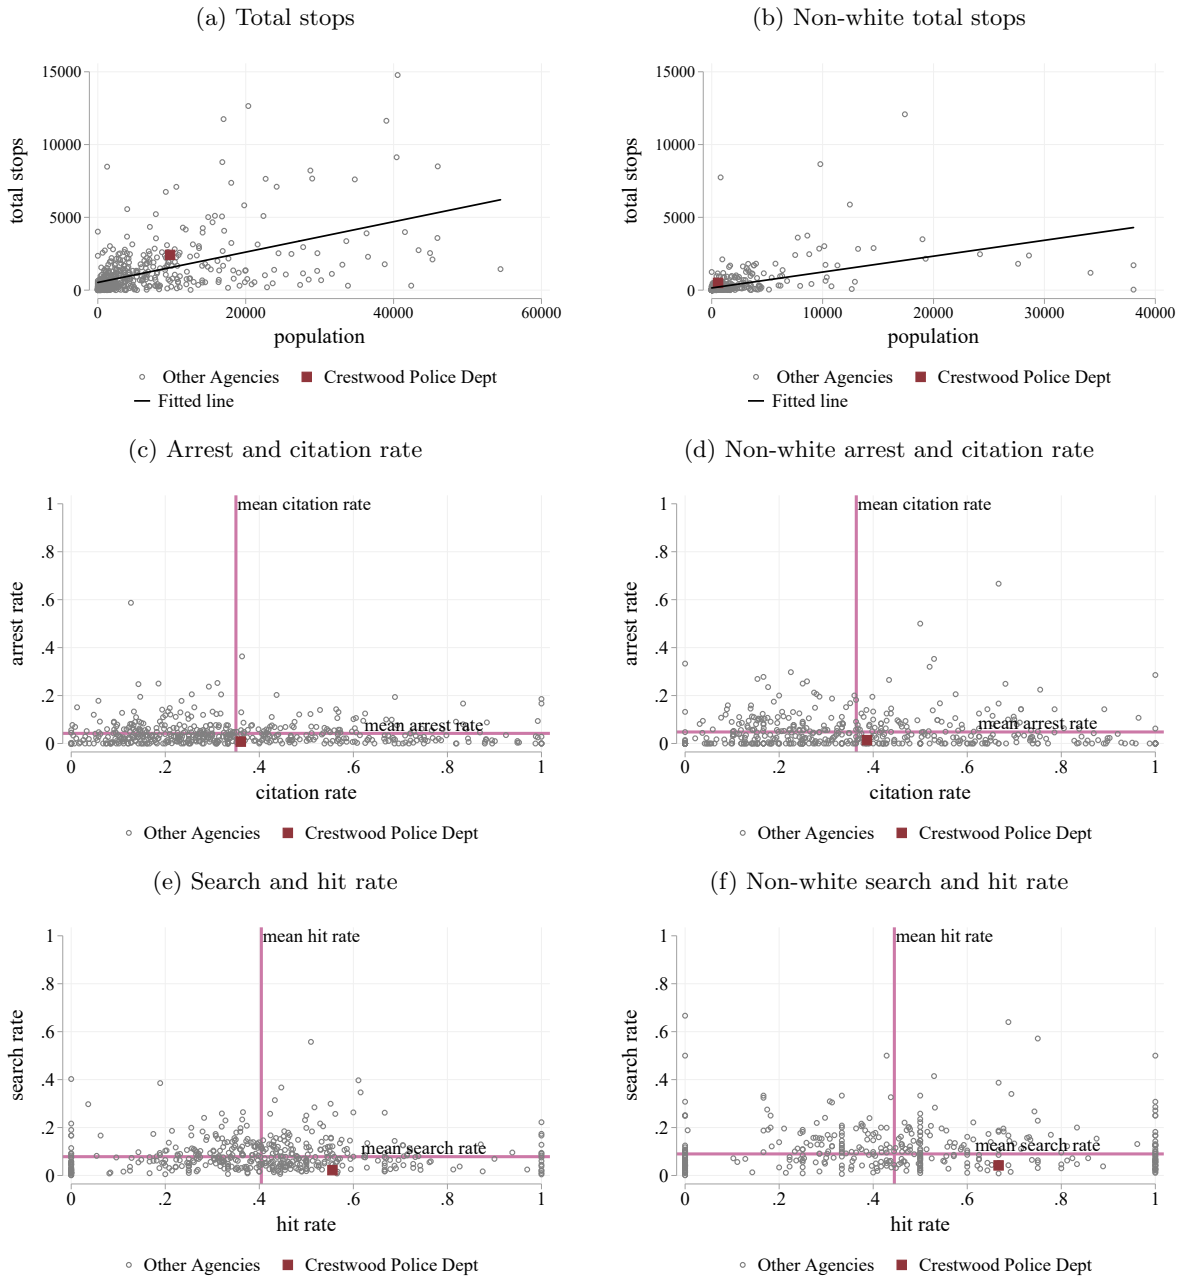 (a) Total stops
(b) Non-white total stops
15000
10000
5000
0
total stops
0 20000 40000 60000
population
Other Agencies Crestwood Police Dept
Fitted line
15000
10000
5000
0
total stops
0 10000 20000 30000 40000
population
Other Agencies Crestwood Police Dept
Fitted line
(c) Arrest and citation rate
(d) Non-white arrest and citation rate
1
.8
.6
.4
.2
0
arrest rate
mean citation rate
mean arrest rate
0 .2 .4 .6 .8 1
citation rate
Other Agencies Crestwood Police Dept
1
.8
.6
.4
.2
0
arrest rate
mean citation rate
mean arrest rate
0 .2 .4 .6 .8 1
citation rate
Other Agencies Crestwood Police Dept
(e) Search and hit rate
(f) Non-white search and hit rate
1
.8
.6
.4
.2
0
search rate
mean hit rate
mean search rate
0 .2 .4 .6 .8 1
hit rate
Other Agencies Crestwood Police Dept
1
.8
.6
.4
.2
0
search rate
mean hit rate
mean search rate
0 .2 .4 .6 .8 1
hit rate
Other Agencies Crestwood Police Dept